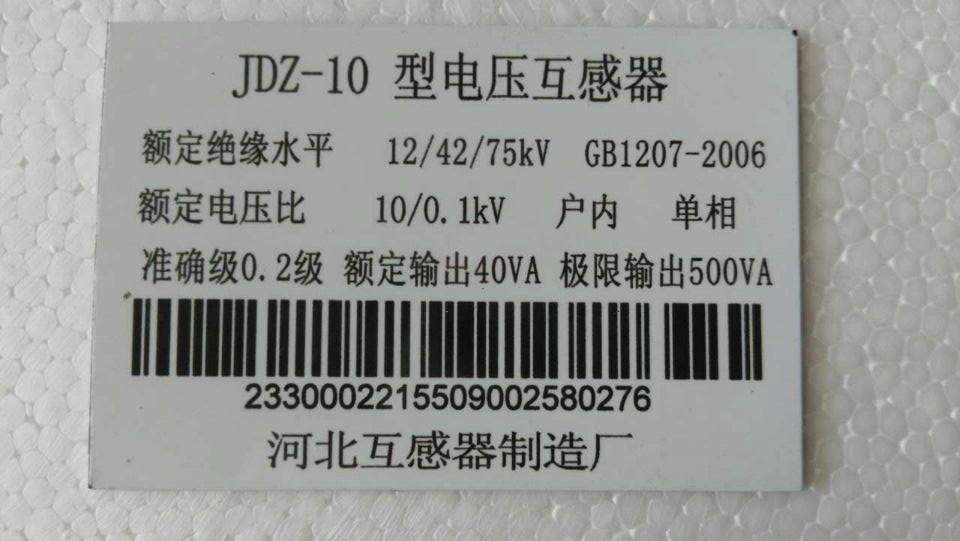 JDZ-10 型电压互感器
额定绝缘水平 12/42/75kV GB1207-2006
额定电压比 10/0.1kV 户内 单相
准确级0.2级 额定输出40VA 极限输出500VA
2330002215509002580276
河北互感器制造厂